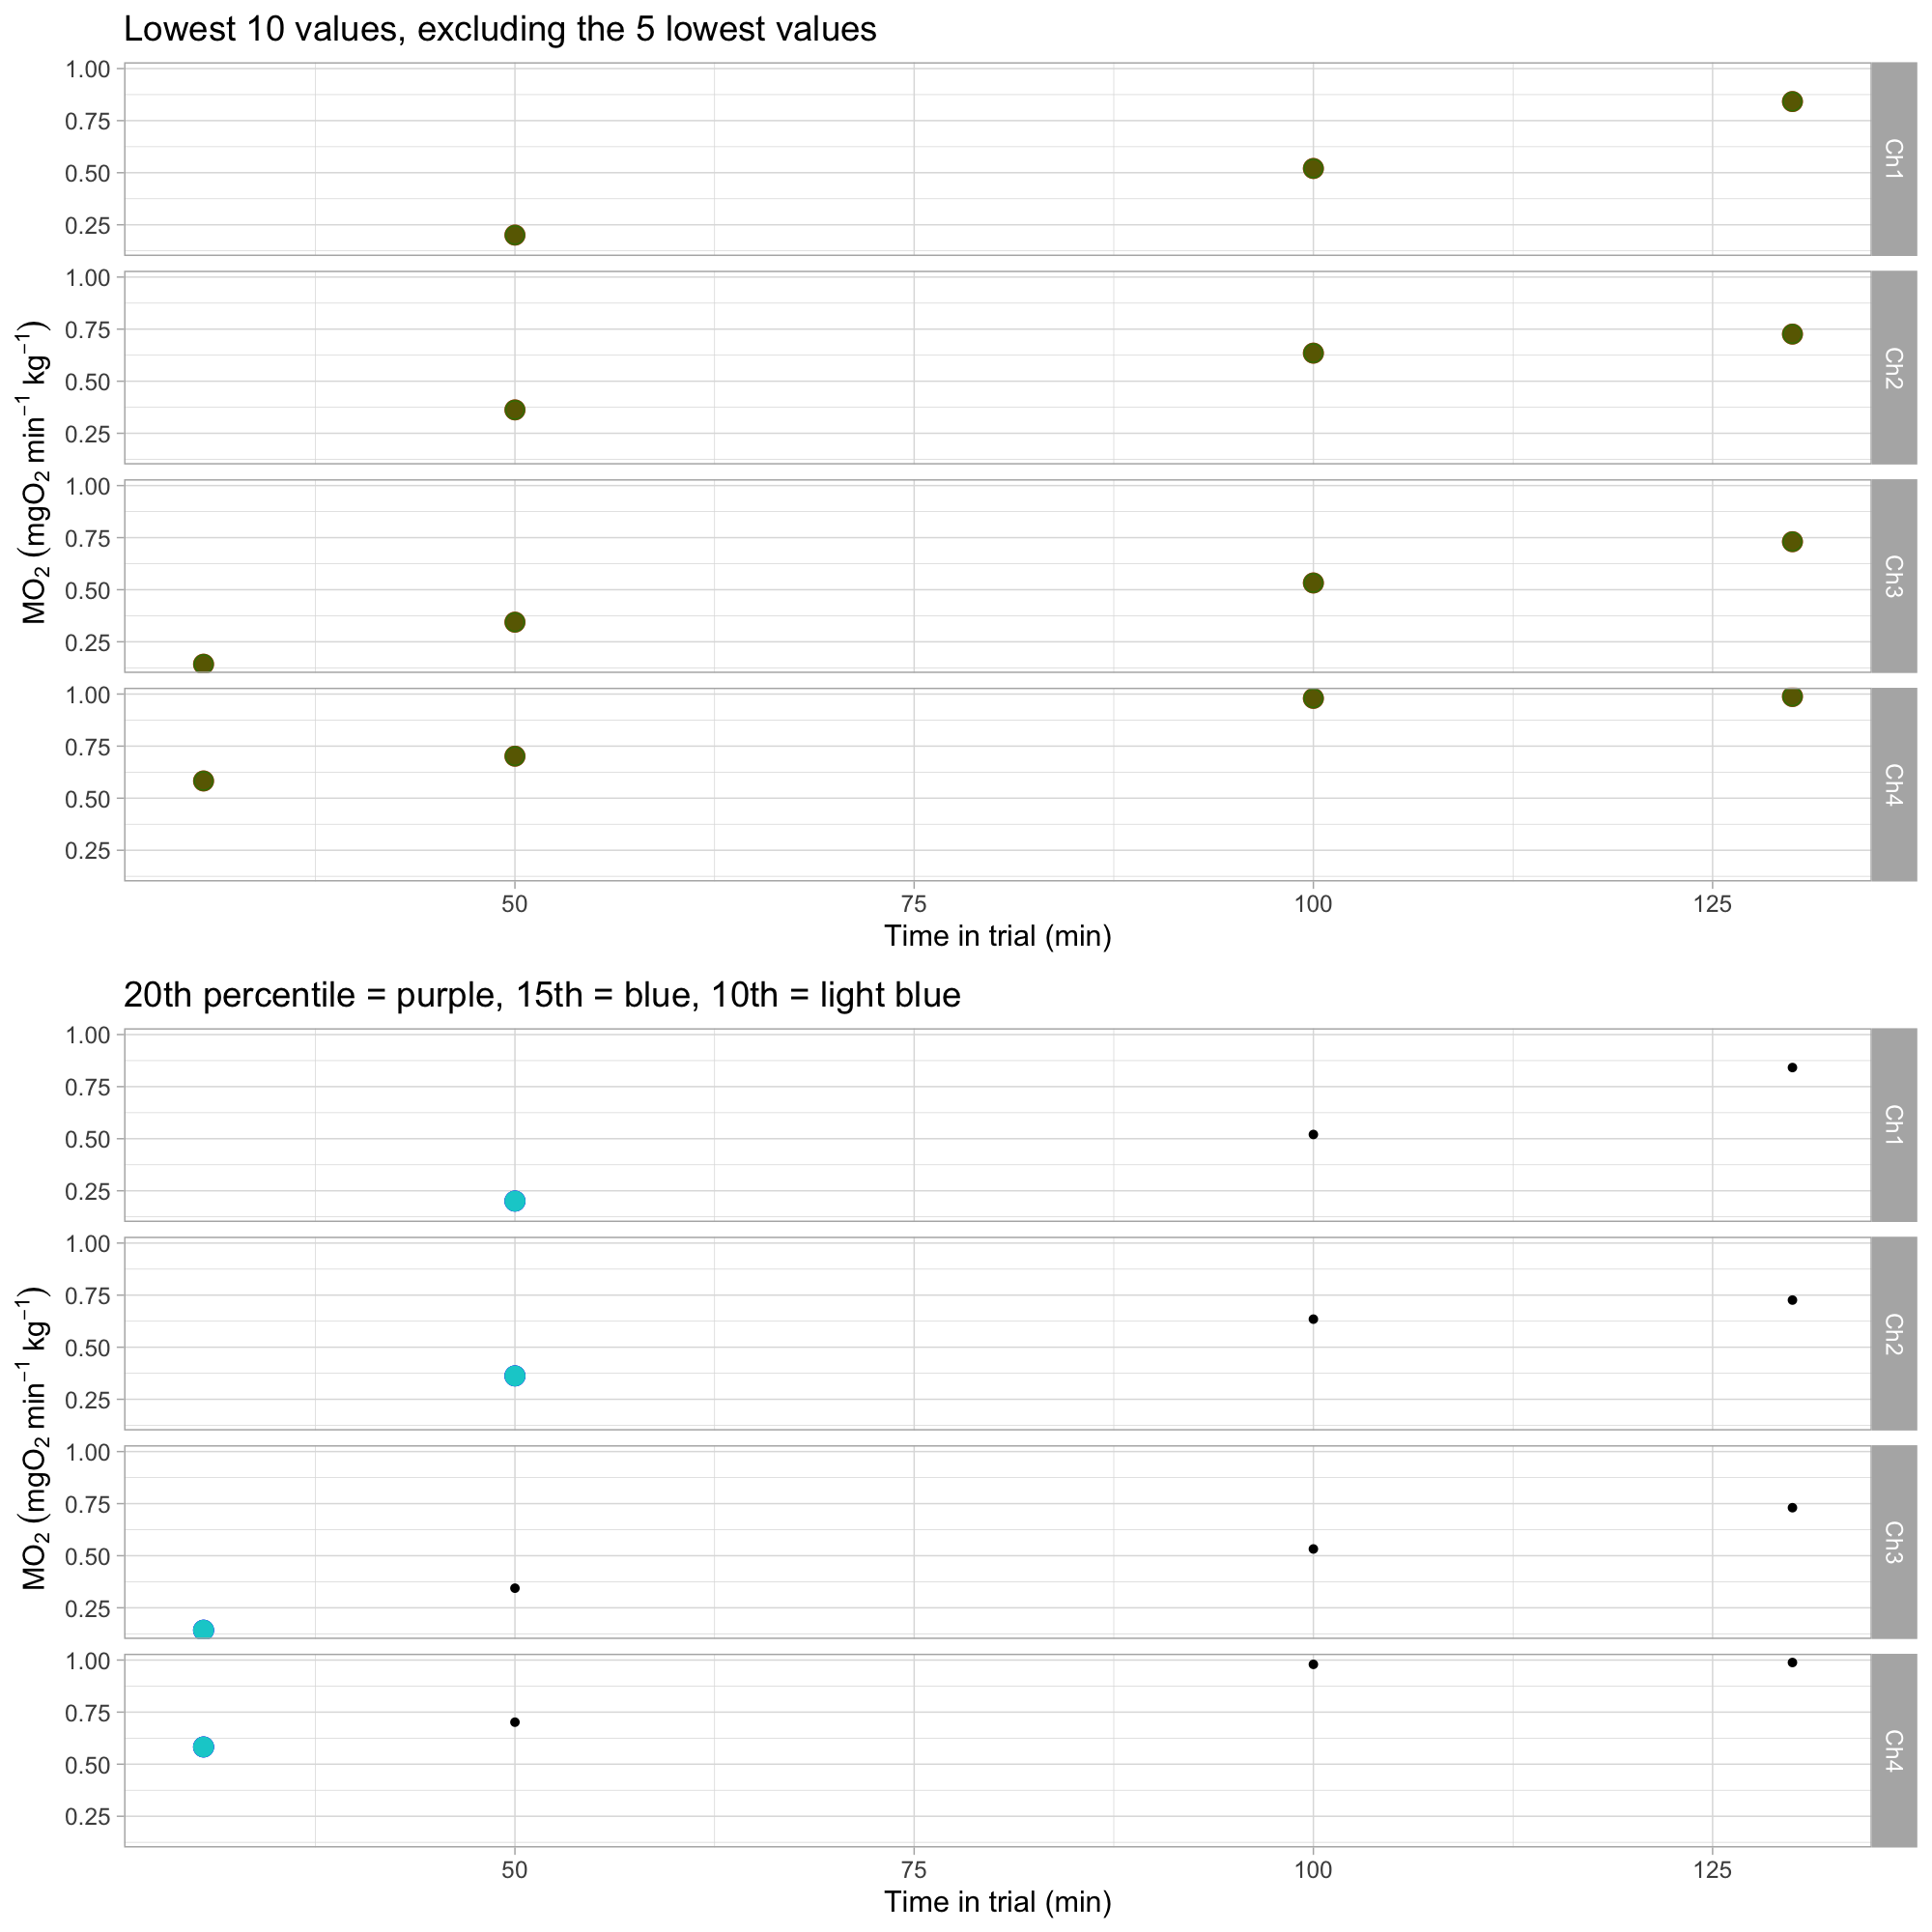 Lowest 10 values, excluding the 5 lowest values
MO₂ (mgO₂ min⁻¹ kg⁻¹)
1.00
0.75
0.50
0.25
Ch1
1.00
0.75
0.50
0.25
Ch2
1.00
0.75
0.50
0.25
Ch3
1.00
0.75
0.50
0.25
Ch4
50 75 100 125
Time in trial (min)
20th percentile = purple, 15th = blue, 10th = light blue
MO₂ (mgO₂ min⁻¹ kg⁻¹)
1.00
0.75
0.50
0.25
Ch1
1.00
0.75
0.50
0.25
Ch2
1.00
0.75
0.50
0.25
Ch3
1.00
0.75
0.50
0.25
Ch4
50 75 100 125
Time in trial (min)